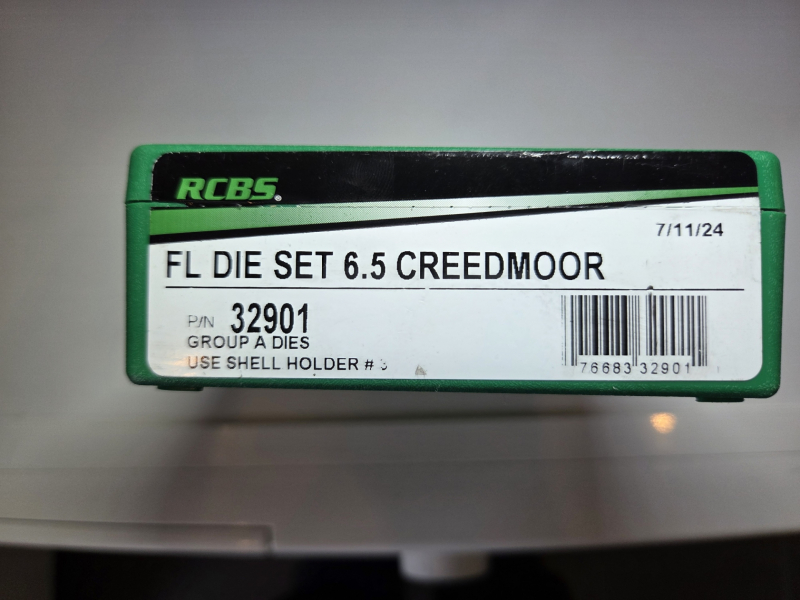 RCBS.
7/11/24
FL DIE SET 6.5 CREEDMOOR
P/N 32901
GROUP A DIES
USE SHELL HOLDER #
76683 32901